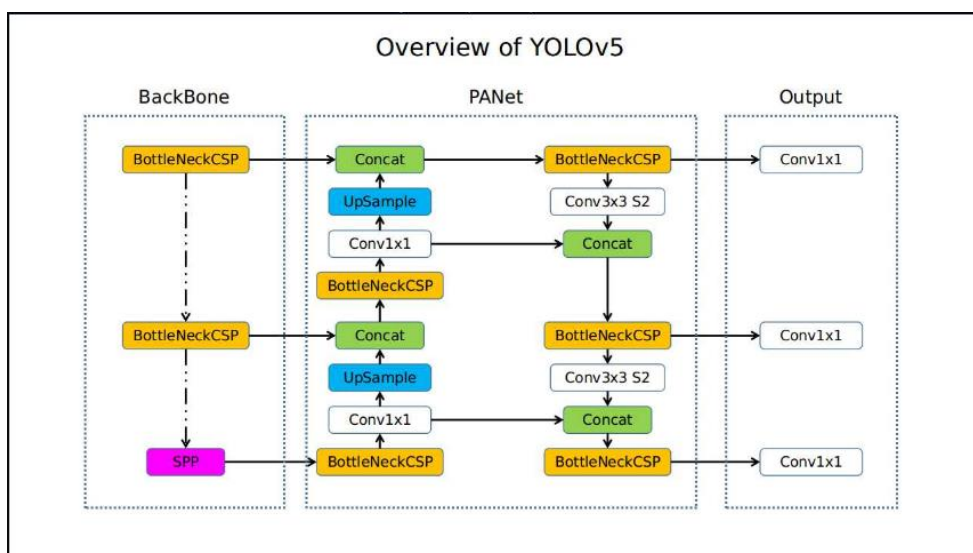 Overview of YOLOv5
BackBone
PANet
Output
BottleNeckCSP
Concat
BottleNeckCSP
Conv1x1
UpSample
Conv3x3 S2
Conv1x1
Concat
BottleNeckCSP
BottleNeckCSP
Concat
BottleNeckCSP
Conv1x1
UpSample
Conv3x3 S2
Conv1x1
Concat
SPP
BottleNeckCSP
BottleNeckCSP
Conv1x1